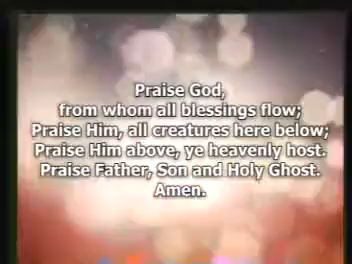 Praise God,
from whom all blessings flow;
Praise Him, all creatures here below;
Praise Him above, ye heavenly host.
Praise Father, Son and Holy Ghost.
Amen.